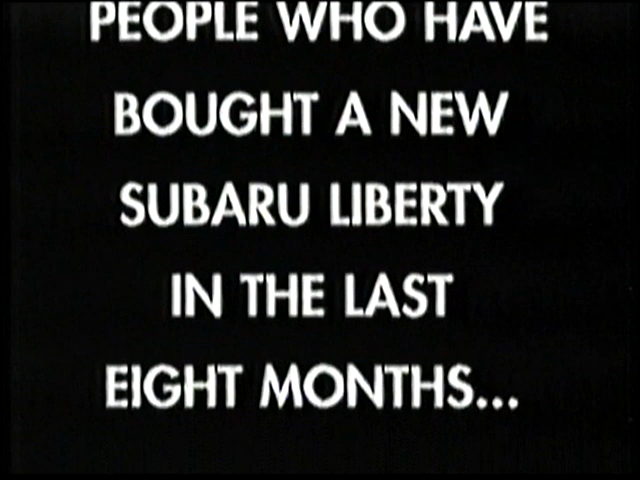 PEOPLE WHO HAVE
BOUGHT A NEW
SUBARU LIBERTY
IN THE LAST
EIGHT MONTHS...